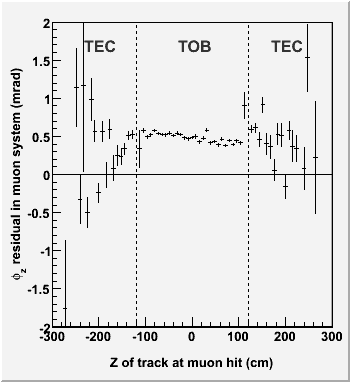 2
1.5
1
0.5
0
-0.5
-1
-1.5
-2
TEC TOB TEC
-300 -200 -100 0 100 200 300
ϕz residual in muon system (mrad)
Z of track at muon hit (cm)